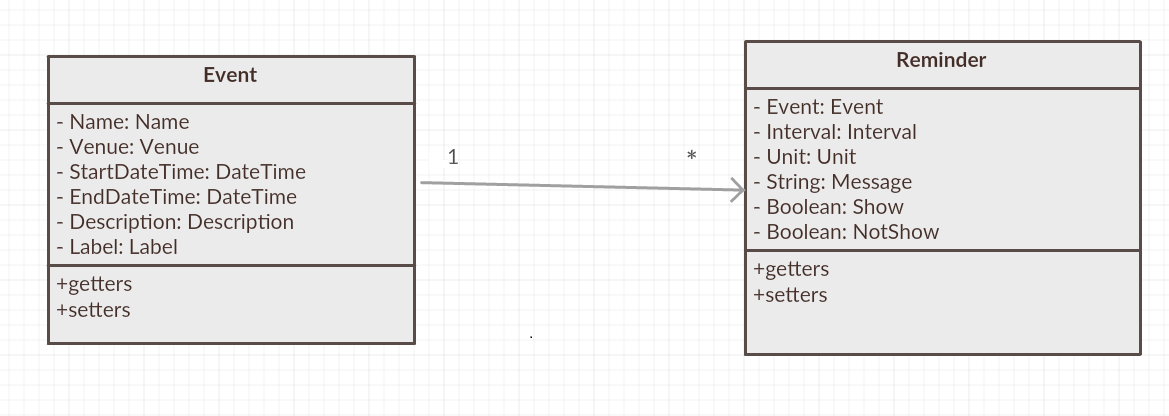 Event
- Name: Name
- Venue: Venue
- StartDateTime: DateTime
- EndDateTime: DateTime
- Description: Description
- Label: Label
+getters
+setters
1
*
Reminder
- Event: Event
- Interval: Interval
- Unit: Unit
- String: Message
- Boolean: Show
- Boolean: NotShow
+getters
+setters
.